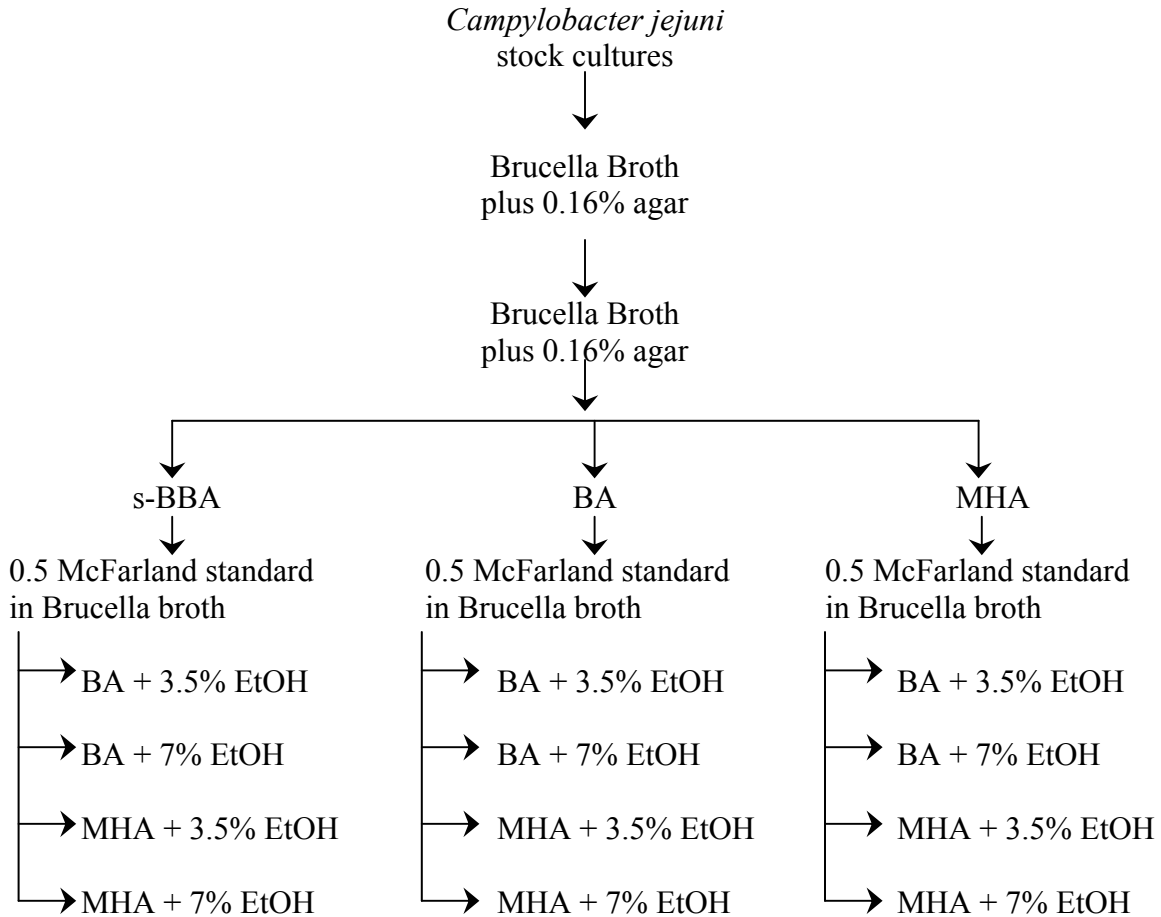 Campylobacter jejuni
stock cultures
Brucella Broth
plus 0.16% agar
Brucella Broth
plus 0.16% agar
s-BBA
BA
MHA
0.5 McFarland standard
in Brucella broth
BA + 3.5% EtOH
BA + 7% EtOH
MHA + 3.5% EtOH
MHA + 7% EtOH
0.5 McFarland standard
in Brucella broth
BA + 3.5% EtOH
BA + 7% EtOH
MHA + 3.5% EtOH
MHA + 7% EtOH
0.5 McFarland standard
in Brucella broth
BA + 3.5% EtOH
BA + 7% EtOH
MHA + 3.5% EtOH
MHA + 7% EtOH